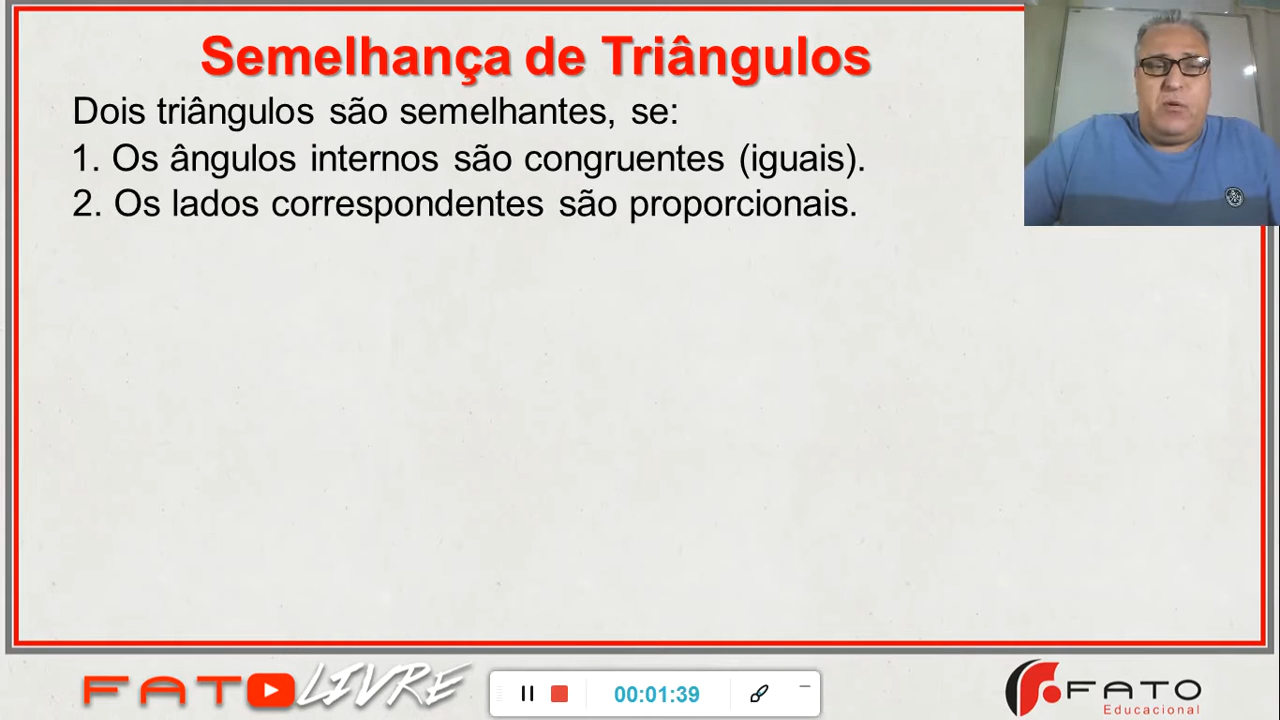 Semelhança de Triângulos
Dois triângulos são semelhantes, se:
1. Os ângulos internos são congruentes (iguais).
2. Os lados correspondentes são proporcionais.
FATO LIVRE
00:01:39
FATO
Educacional